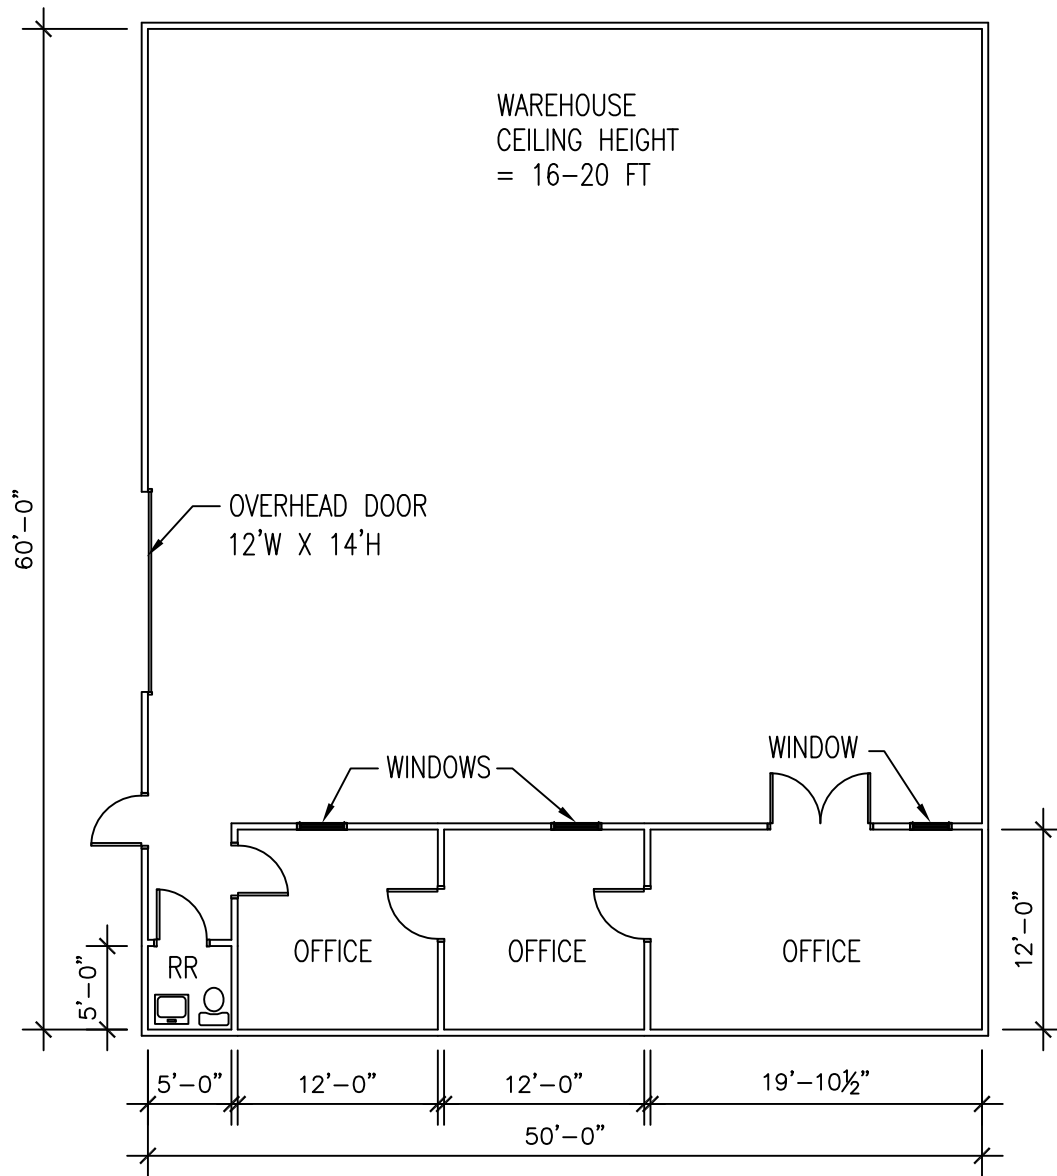 WAREHOUSE
CEILING HEIGHT
= 16–20 FT
60'–0"
OVERHEAD DOOR
12'W X 14'H
WINDOWS
WINDOW
OFFICE
OFFICE
OFFICE
RR
5'–0"
12'–0"
5'–0"
12'–0"
12'–0"
19'–10½"
50'–0"